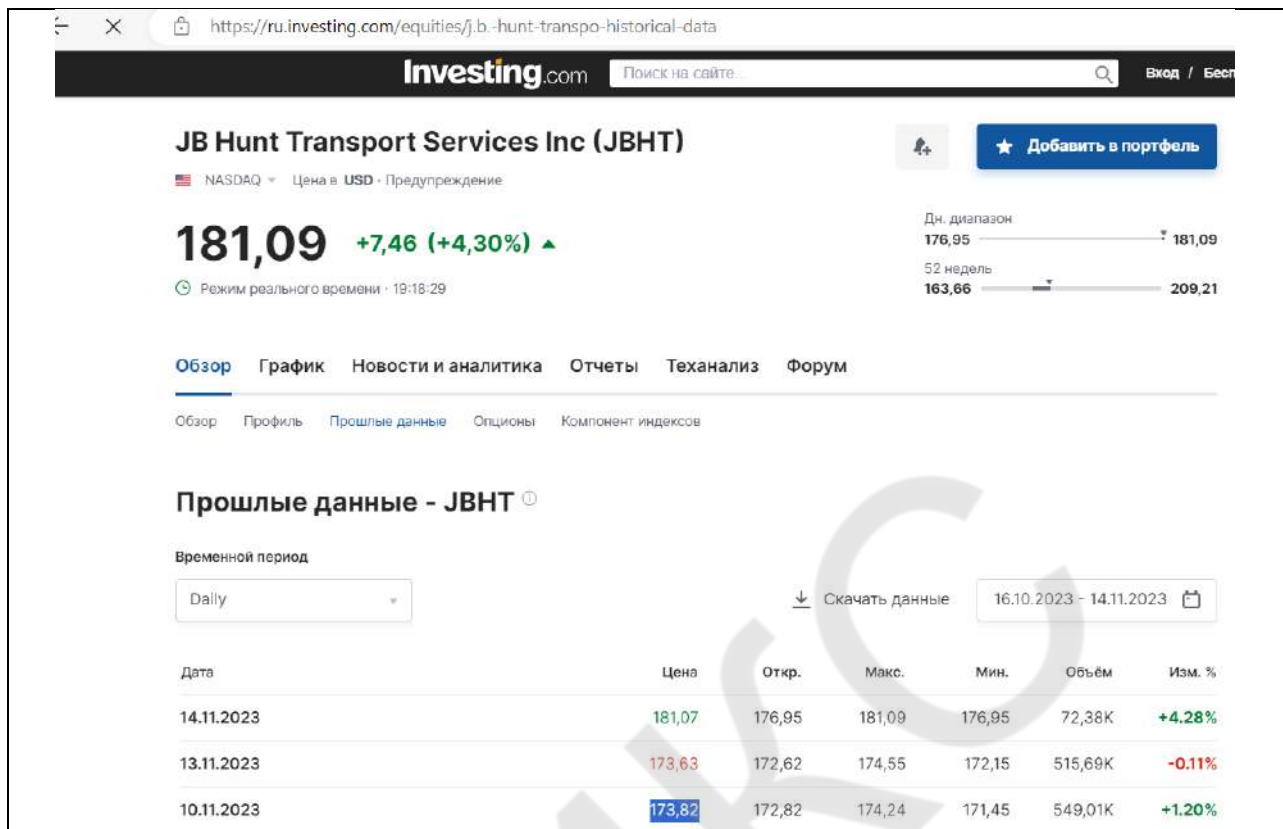 https://ru.investing.com/equities/j.b.-hunt-transpo-historical-data
Investing.com Поиск на сайте... Вход / Бесп
JB Hunt Transport Services Inc (JBHT)
Добавить в портфель
NASDAQ Цена в USD · Предупреждение
181,09 +7,46 (+4,30%)
Дн. диапазон
176,95 181,09
52 недель
163,66 209,21
Режим реального времени · 19:18:29
Обзор График Новости и аналитика Отчеты Теханализ Форум
Обзор Профиль Прошлые данные Опционы Компонент индексов
Прошлые данные - JBHT
Временной период
Daily Скачать данные 16.10.2023 - 14.11.2023
Дата Цена Откр. Макс. Мин. Объём Изм. %
14.11.2023 181,07 176,95 181,09 176,95 72,38K +4.28%
13.11.2023 173,63 172,62 174,55 172,15 515,69K -0.11%
10.11.2023 173,82 172,82 174,24 171,45 549,01K +1.20%